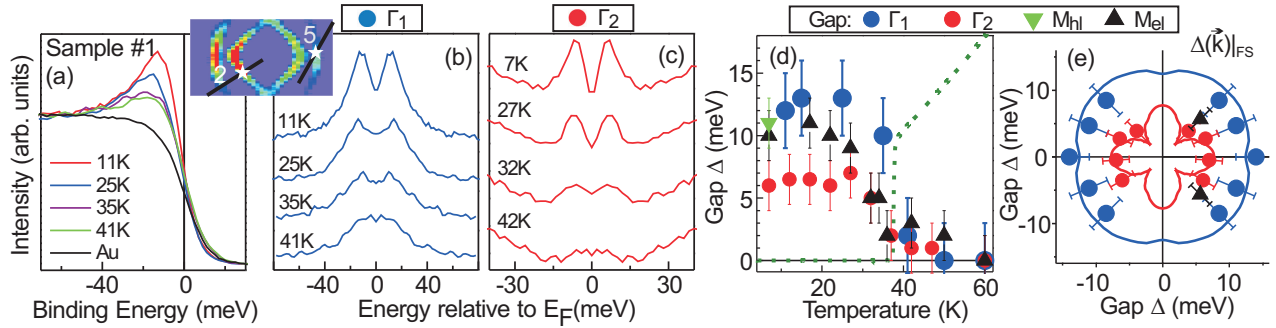 Γ1
Γ2
Gap: Γ1 Γ2 Mhl Mel
Sample #1
(a)
2
5
(b)
(c)
(d)
(e)
Δ(k⃗)|FS
Intensity (arb. units)
11K
25K
35K
41K
Au
-40
0
Binding Energy (meV)
11K
25K
35K
41K
-80
-40
0
40
7K
27K
32K
42K
-30
0
30
Energy relative to EF(meV)
Gap Δ (meV)
15
10
5
0
20
40
60
Temperature (K)
Gap Δ (meV)
10
0
-10
-10
0
10
Gap Δ (meV)